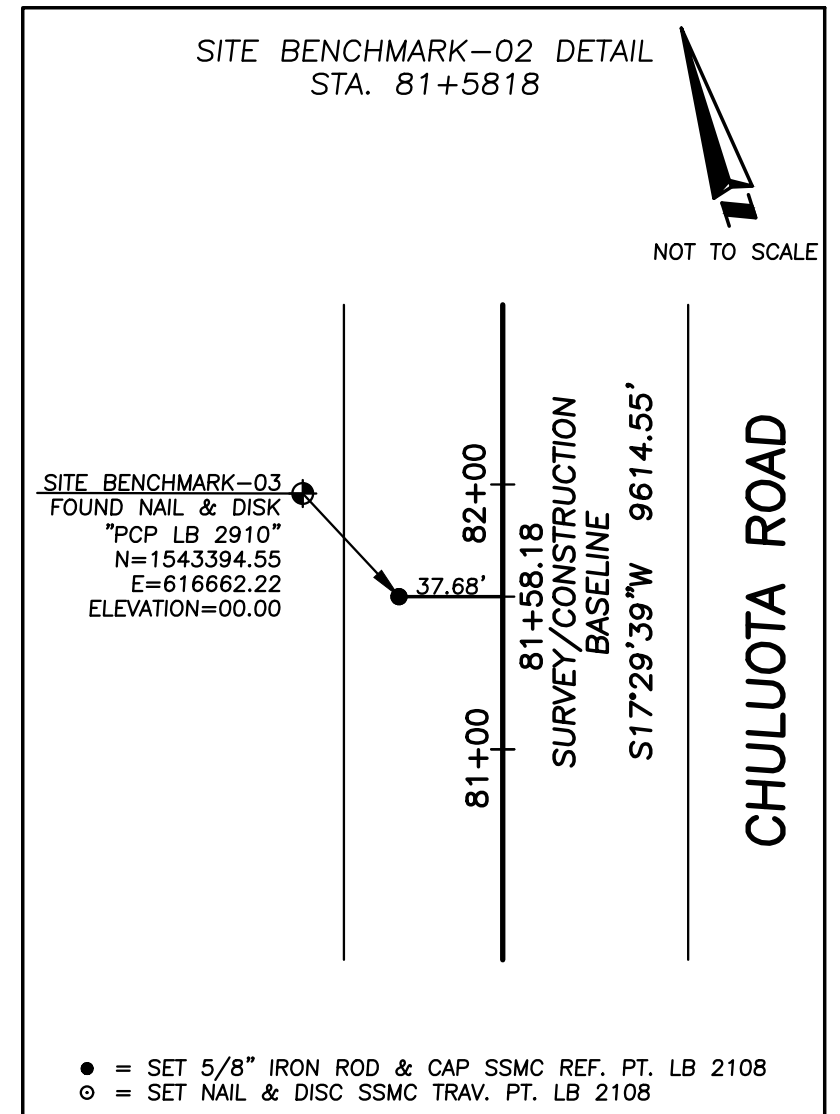 SITE BENCHMARK-02 DETAIL
STA. 81+5818
N
NOT TO SCALE
SITE BENCHMARK-03
FOUND NAIL & DISK
"PCP LB 2910"
N=1543394.55
E=616662.22
ELEVATION=00.00
37.68'
82+00
81+58.18
81+00
SURVEY/CONSTRUCTION
BASELINE
S17°29'39"W 9614.55'
CHULUOTA ROAD
● = SET 5/8" IRON ROD & CAP SSMC REF. PT. LB 2108
⊙ = SET NAIL & DISC SSMC TRAV. PT. LB 2108